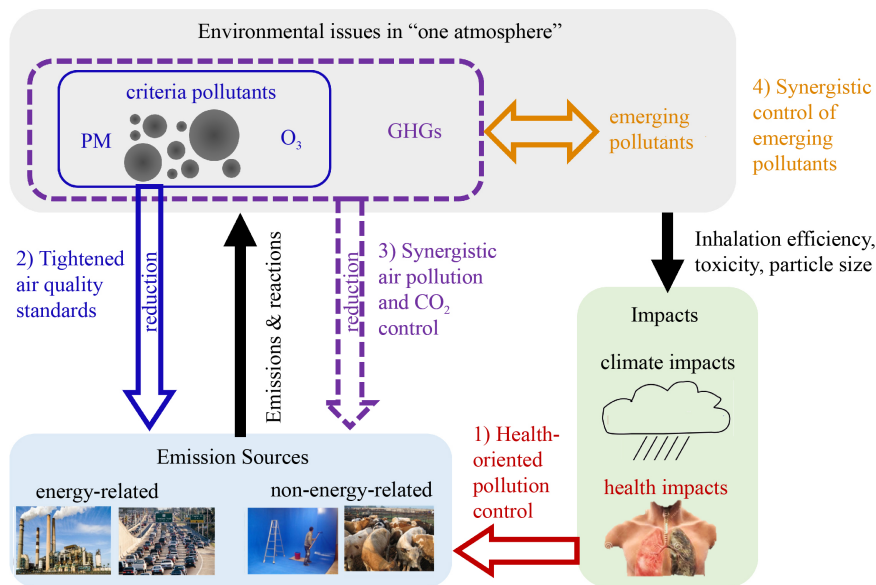 Environmental issues in “one atmosphere”
criteria pollutants
PM
O₃
GHGs
emerging
pollutants
4) Synergistic
control of
emerging
pollutants
2) Tightened
air quality
standards
reduction
Emissions & reactions
reduction
3) Synergistic
air pollution
and CO₂
control
Inhalation efficiency,
toxicity, particle size
Impacts
climate impacts
health impacts
1) Health-
oriented
pollution
control
Emission Sources
energy-related
non-energy-related